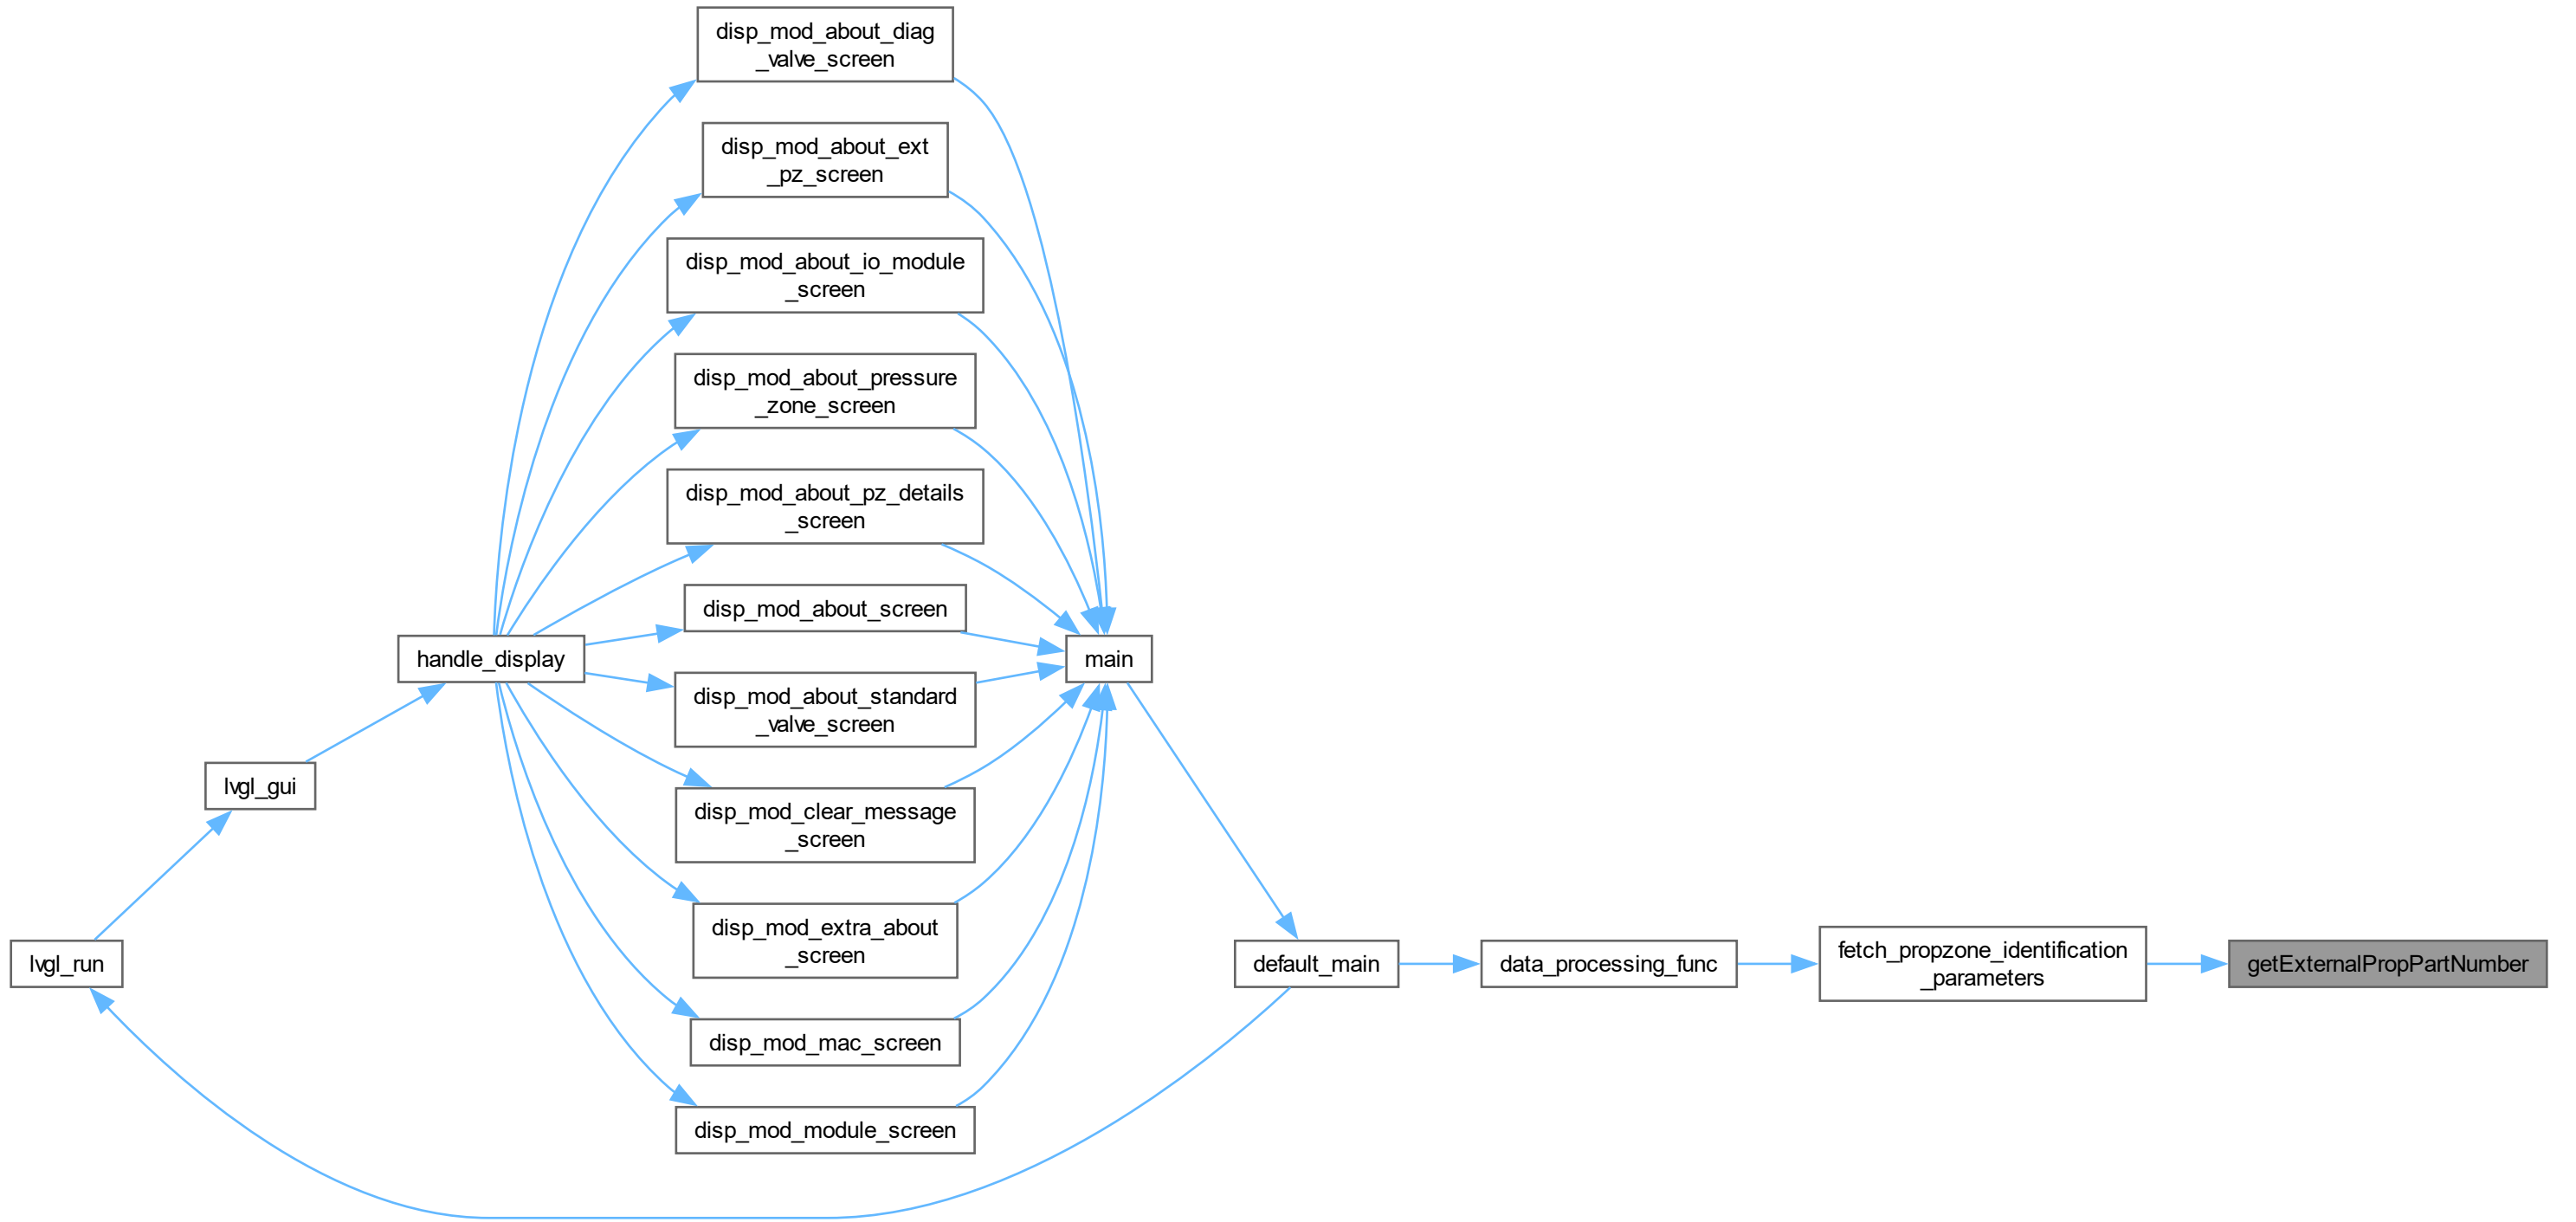 disp_mod_about_diag
_valve_screen
disp_mod_about_ext
_pz_screen
disp_mod_about_io_module
_screen
disp_mod_about_pressure
_zone_screen
disp_mod_about_pz_details
_screen
disp_mod_about_screen
handle_display
main
disp_mod_about_standard
_valve_screen
lvgl_gui
disp_mod_clear_message
_screen
disp_mod_extra_about
_screen
lvgl_run
default_main
data_processing_func
fetch_propzone_identification
_parameters
getExternalPropPartNumber
disp_mod_mac_screen
disp_mod_module_screen